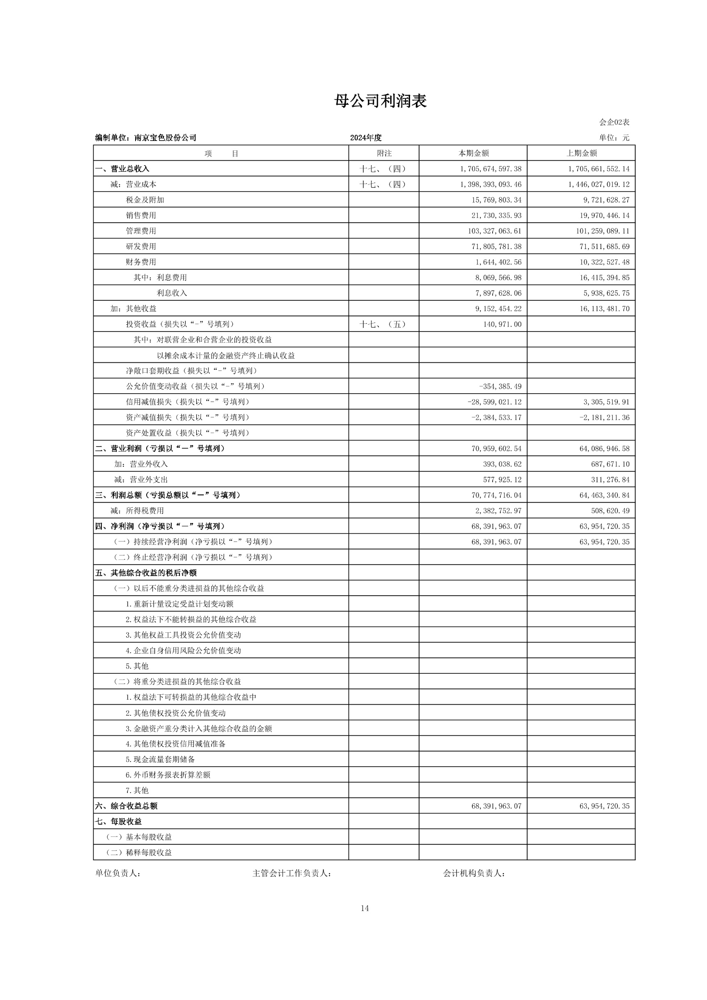 母公司利润表
会企02表
编制单位：南京宝色股份公司 2024年度 单位：元
项 目 附注 本期金额 上期金额
一、营业总收入 十七、（四） 1,705,674,597.38 1,705,661,552.14
减：营业成本 十七、（四） 1,398,393,093.46 1,446,027,019.12
税金及附加 15,769,803.34 9,721,628.27
销售费用 21,730,335.93 19,970,446.14
管理费用 103,327,063.61 101,259,089.11
研发费用 71,805,781.38 71,511,685.69
财务费用 1,644,402.56 10,322,527.48
其中：利息费用 8,069,566.98 16,415,394.85
利息收入 7,897,628.06 5,938,625.75
加：其他收益 9,152,454.22 16,113,481.70
投资收益（损失以“-”号填列） 十七、（五） 140,971.00
其中：对联营企业和合营企业的投资收益
以摊余成本计量的金融资产终止确认收益
净敞口套期收益（损失以“-”号填列）
公允价值变动收益（损失以“-”号填列） -354,385.49
信用减值损失（损失以“-”号填列） -28,599,021.12 3,305,519.91
资产减值损失（损失以“-”号填列） -2,384,533.17 -2,181,211.36
资产处置收益（损失以“-”号填列）
二、营业利润（亏损以“一”号填列） 70,959,602.54 64,086,946.58
加：营业外收入 393,038.62 687,671.10
减：营业外支出 577,925.12 311,276.84
三、利润总额（亏损总额以“一”号填列） 70,774,716.04 64,463,340.84
减：所得税费用 2,382,752.97 508,620.49
四、净利润（净亏损以“一”号填列） 68,391,963.07 63,954,720.35
（一）持续经营净利润（净亏损以“-”号填列） 68,391,963.07 63,954,720.35
（二）终止经营净利润（净亏损以“-”号填列）
五、其他综合收益的税后净额
（一）以后不能重分类进损益的其他综合收益
1.重新计量设定受益计划变动额
2.权益法下不能转损益的其他综合收益
3.其他权益工具投资公允价值变动
4.企业自身信用风险公允价值变动
5.其他
（二）将重分类进损益的其他综合收益
1.权益法下可转损益的其他综合收益中
2.其他债权投资公允价值变动
3.金融资产重分类计入其他综合收益的金额
4.其他债权投资信用减值准备
5.现金流量套期储备
6.外币财务报表折算差额
7.其他
六、综合收益总额 68,391,963.07 63,954,720.35
七、每股收益
（一）基本每股收益
（二）稀释每股收益
单位负责人： 主管会计工作负责人： 会计机构负责人：
14